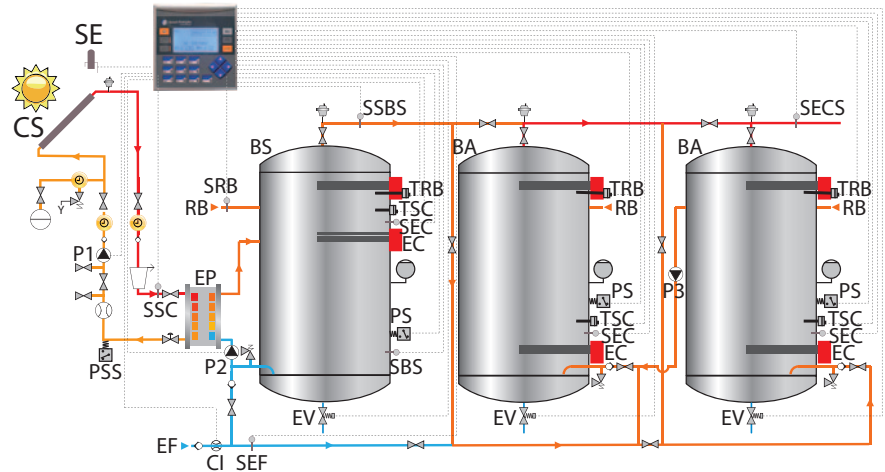 SE
SSBS
SECS
CS
BS
BA
BA
SRB
TRB
TRB
TRB
RB
TSC
RB
RB
SEC
EC
P1
EP
P3
SSC
PS
PS
PS
TSC
TSC
SEC
SEC
P2
EC
EC
PSS
SBS
EV
EV
EV
EF
CI
SEF
Y